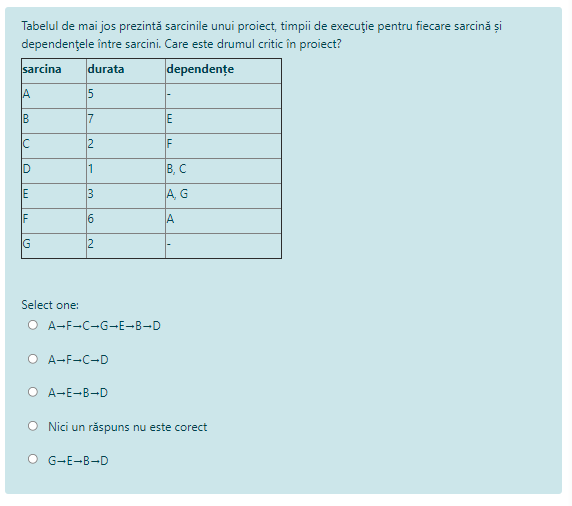 Tabelul de mai jos prezintă sarcinile unui proiect, timpii de execuţie pentru fiecare sarcină şi
dependenţele între sarcini. Care este drumul critic în proiect?
sarcina durata dependențe
A 5 -
B 7 E
C 2 F
D 1 B, C
E 3 A, G
F 6 A
G 2 -
Select one:
A→F→C→G→E→B→D
A→F→C→D
A→E→B→D
Nici un răspuns nu este corect
G→E→B→D